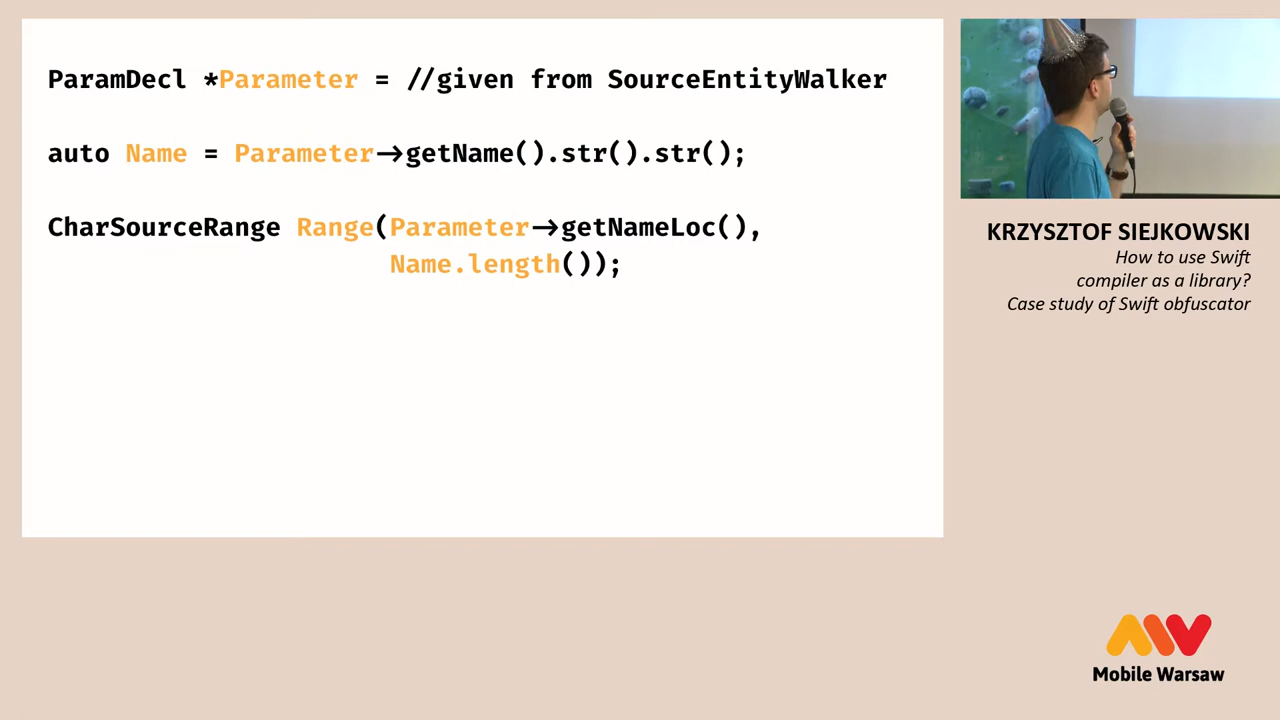 ParamDecl *Parameter = //given from SourceEntityWalker
auto Name = Parameter->getName().str().str();
CharSourceRange Range(Parameter->getNameLoc(),
Name.length());
KRZYSZTOF SIEJKOWSKI
How to use Swift
compiler as a library?
Case study of Swift obfuscator
Mobile Warsaw